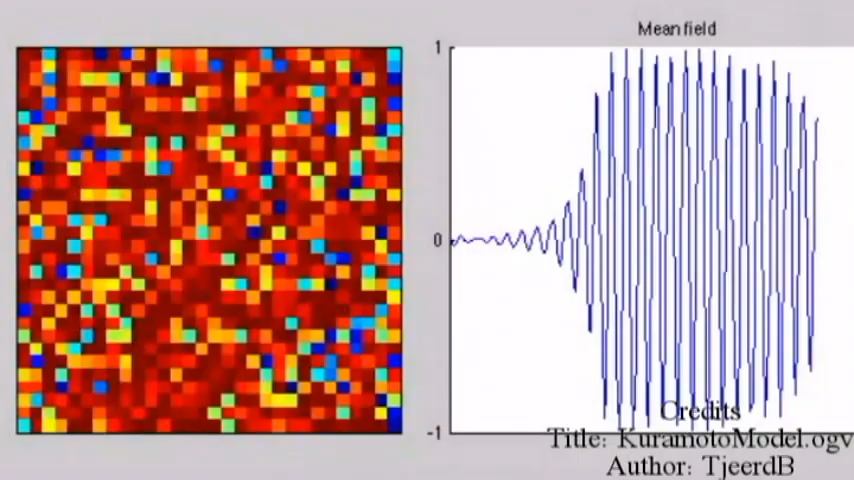 Mean field
1
0
-1
Credits
Title: KuramotoModel.ogv
Author: TjeerdB